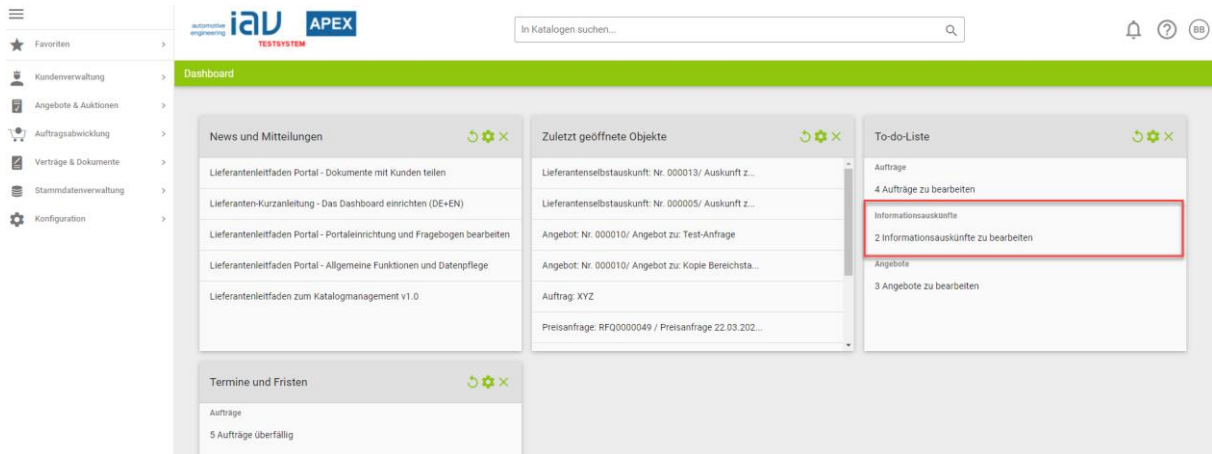 automotive
engineering
iav
APEX
TESTSYSTEM
In Katalogen suchen...
BB
Favoriten
Kundenverwaltung
Angebote & Auktionen
Auftragsabwicklung
Verträge & Dokumente
Stammdatenverwaltung
Konfiguration
Dashboard
News und Mitteilungen
Lieferantenleitfaden Portal - Dokumente mit Kunden teilen
Lieferanten-Kurzanleitung - Das Dashboard einrichten (DE+EN)
Lieferantenleitfaden Portal - Portaleinrichtung und Fragebogen bearbeiten
Lieferantenleitfaden Portal - Allgemeine Funktionen und Datenpflege
Lieferantenleitfaden zum Katalogmanagement v1.0
Zuletzt geöffnete Objekte
Lieferantenselbstauskunft: Nr. 000013/ Auskunft z...
Lieferantenselbstauskunft: Nr. 000005/ Auskunft z...
Angebot: Nr. 000010/ Angebot zu: Test-Anfrage
Angebot: Nr. 000010/ Angebot zu: Kopie Bereichsta...
Auftrag: XYZ
Preisanfrage: RFQ0000049 / Preisanfrage 22.03.202...
To-do-Liste
Aufträge
4 Aufträge zu bearbeiten
Informationsauskünfte
2 Informationsauskünfte zu bearbeiten
Angebote
3 Angebote zu bearbeiten
Termine und Fristen
Aufträge
5 Aufträge überfällig